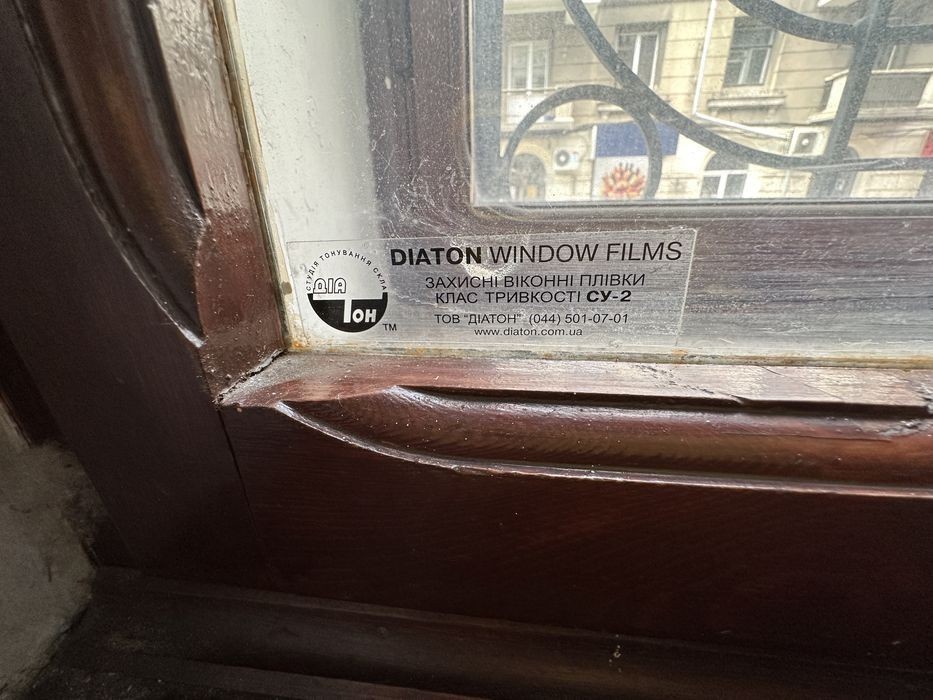 СТУДІЯ ТОНУВАННЯ СКЛА
ДІА
ТОН
TM
DIATON WINDOW FILMS
ЗАХИСНІ ВІКОННІ ПЛІВКИ
КЛАС ТРИВКОСТІ СУ-2
ТОВ "ДІАТОН" (044) 501-07-01
www.diaton.com.ua